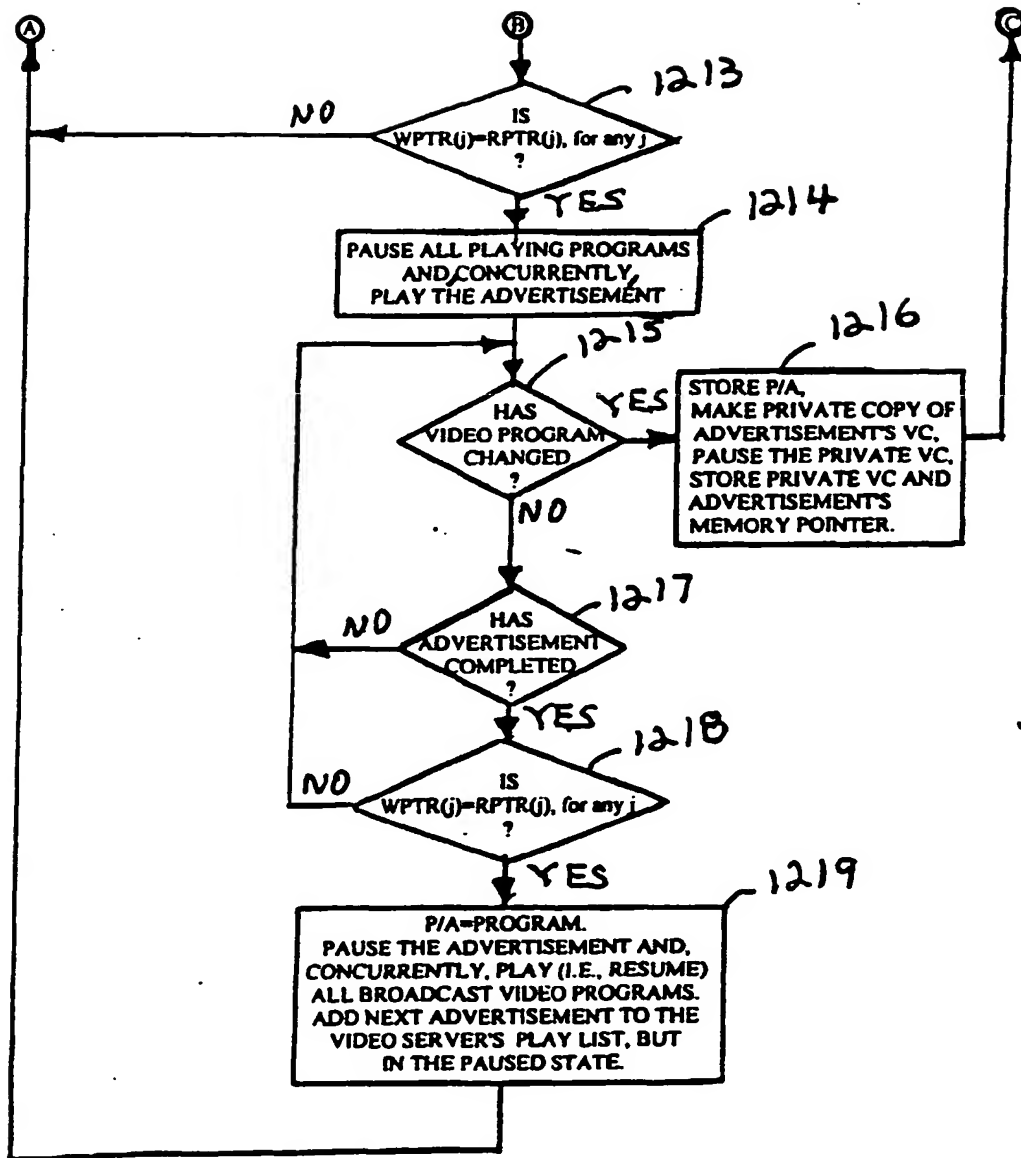 A
B
C
1213
IS
WPTR(j)=RPTR(j), for any j
?
NO
YES
1214
PAUSE ALL PLAYING PROGRAMS
AND, CONCURRENTLY,
PLAY THE ADVERTISEMENT
1215
HAS
VIDEO PROGRAM
CHANGED
?
YES
NO
1216
STORE P/A,
MAKE PRIVATE COPY OF
ADVERTISEMENT'S VC,
PAUSE THE PRIVATE VC,
STORE PRIVATE VC AND
ADVERTISEMENT'S
MEMORY POINTER.
1217
HAS
ADVERTISEMENT
COMPLETED
?
NO
YES
1218
IS
WPTR(j)=RPTR(j), for any j
?
NO
YES
1219
P/A=PROGRAM.
PAUSE THE ADVERTISEMENT AND,
CONCURRENTLY, PLAY (I.E., RESUME)
ALL BROADCAST VIDEO PROGRAMS.
ADD NEXT ADVERTISEMENT TO THE
VIDEO SERVER'S PLAY LIST, BUT
IN THE PAUSED STATE.